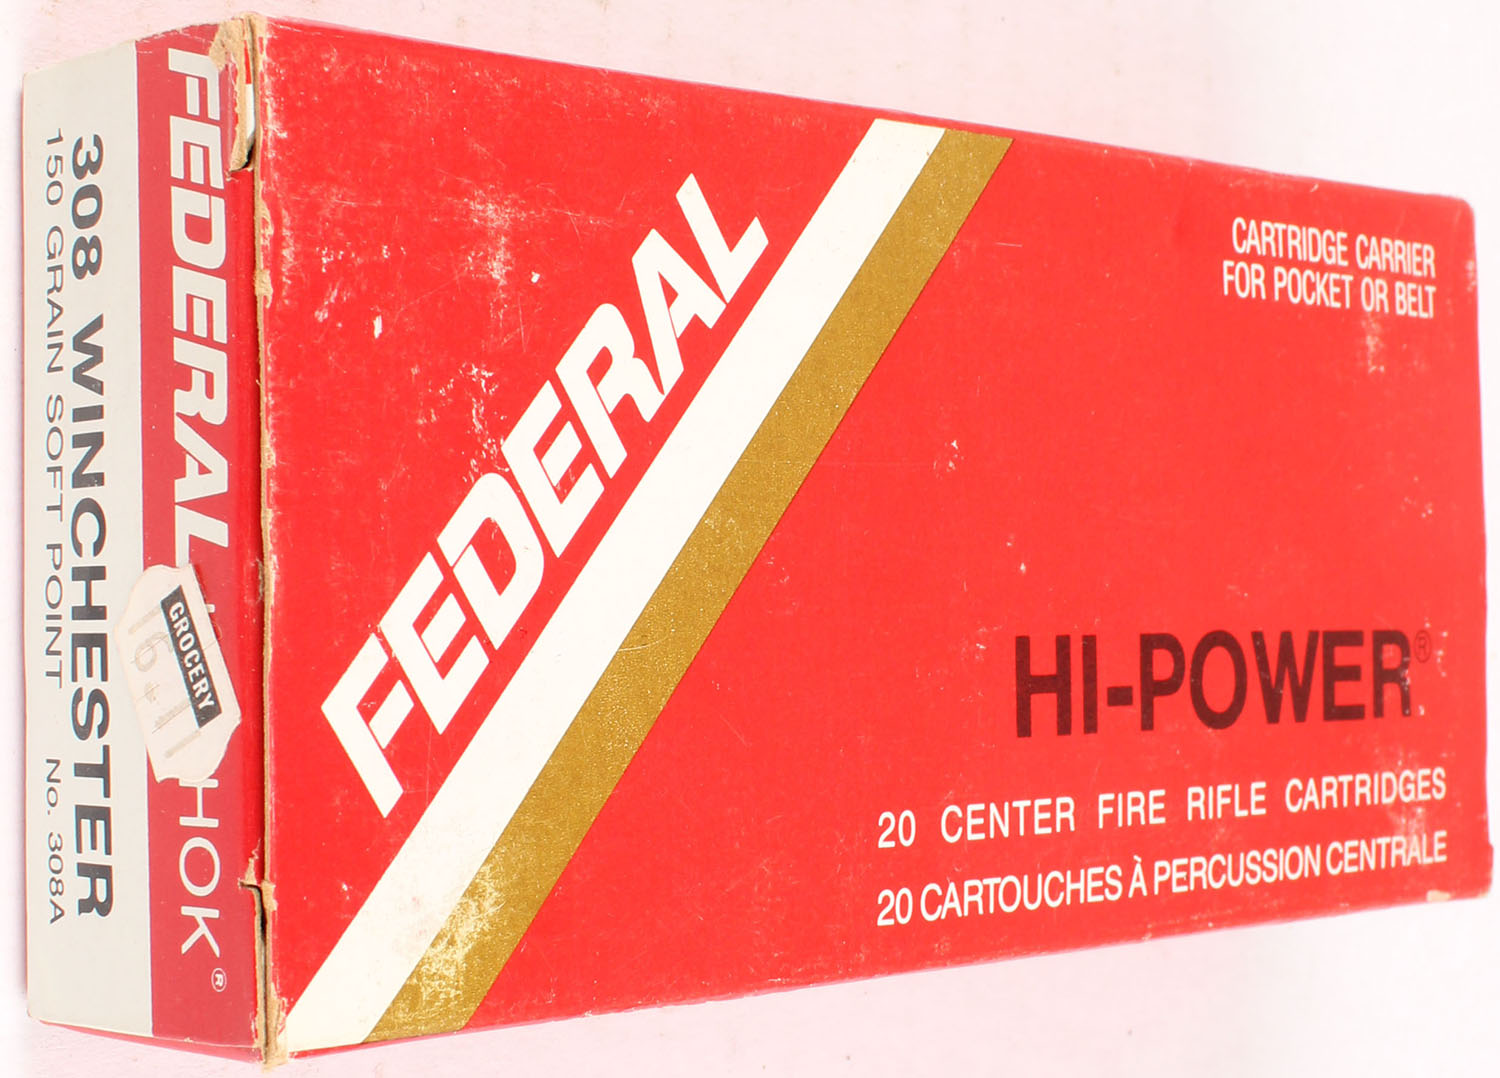 FEDERAL
CARTRIDGE CARRIER
FOR POCKET OR BELT
HI-POWER®
20 CENTER FIRE RIFLE CARTRIDGES
20 CARTOUCHES À PERCUSSION CENTRALE
FEDERAL HOK®
308 WINCHESTER
150 GRAIN SOFT POINT No. 308A
GROCERY